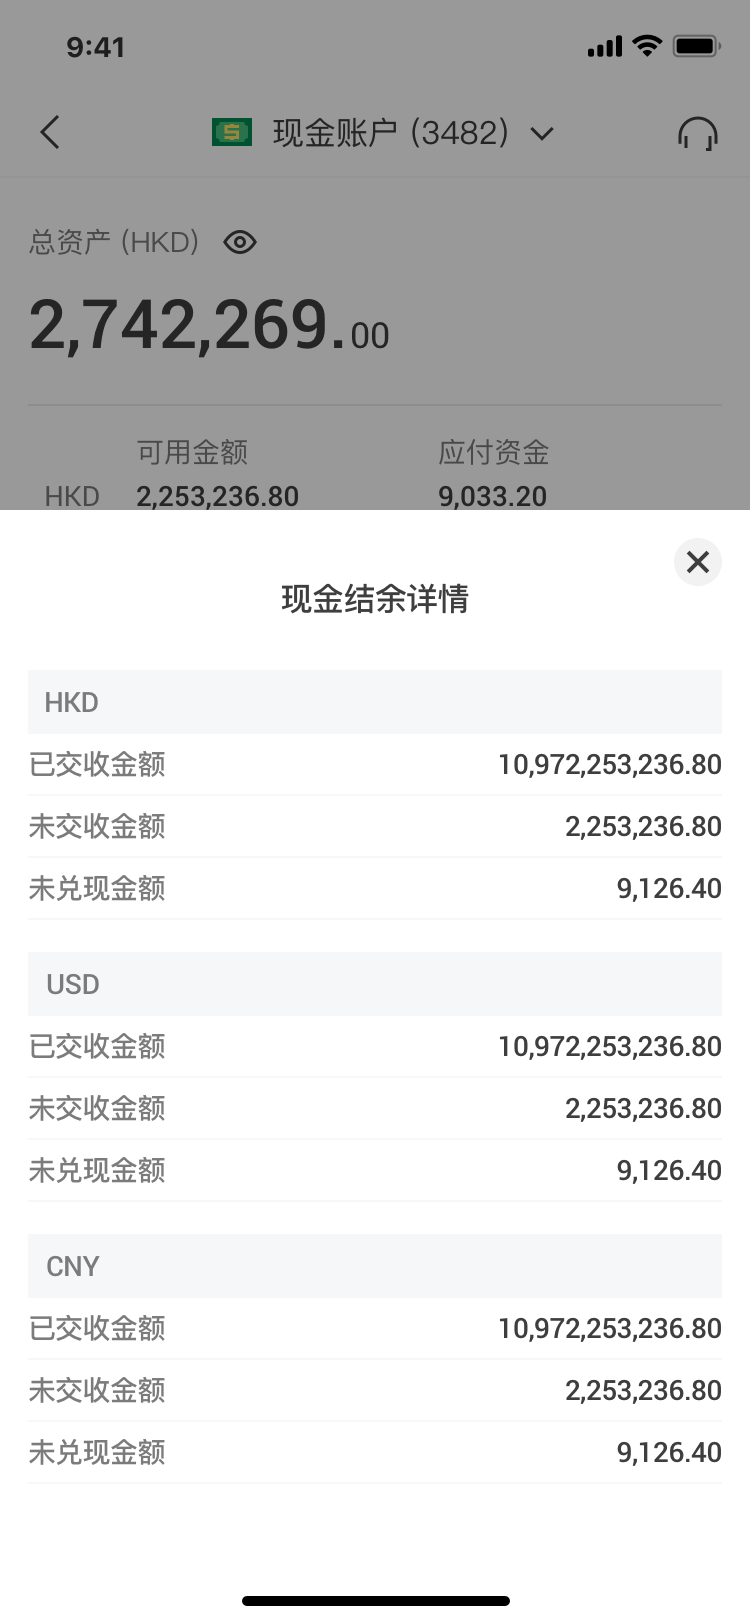 9:41
现金账户 (3482)
总资产 (HKD)
2,742,269.00
可用金额 应付资金
HKD 2,253,236.80 9,033.20
现金结余详情
HKD
已交收金额 10,972,253,236.80
未交收金额 2,253,236.80
未兑现金额 9,126.40
USD
已交收金额 10,972,253,236.80
未交收金额 2,253,236.80
未兑现金额 9,126.40
CNY
已交收金额 10,972,253,236.80
未交收金额 2,253,236.80
未兑现金额 9,126.40